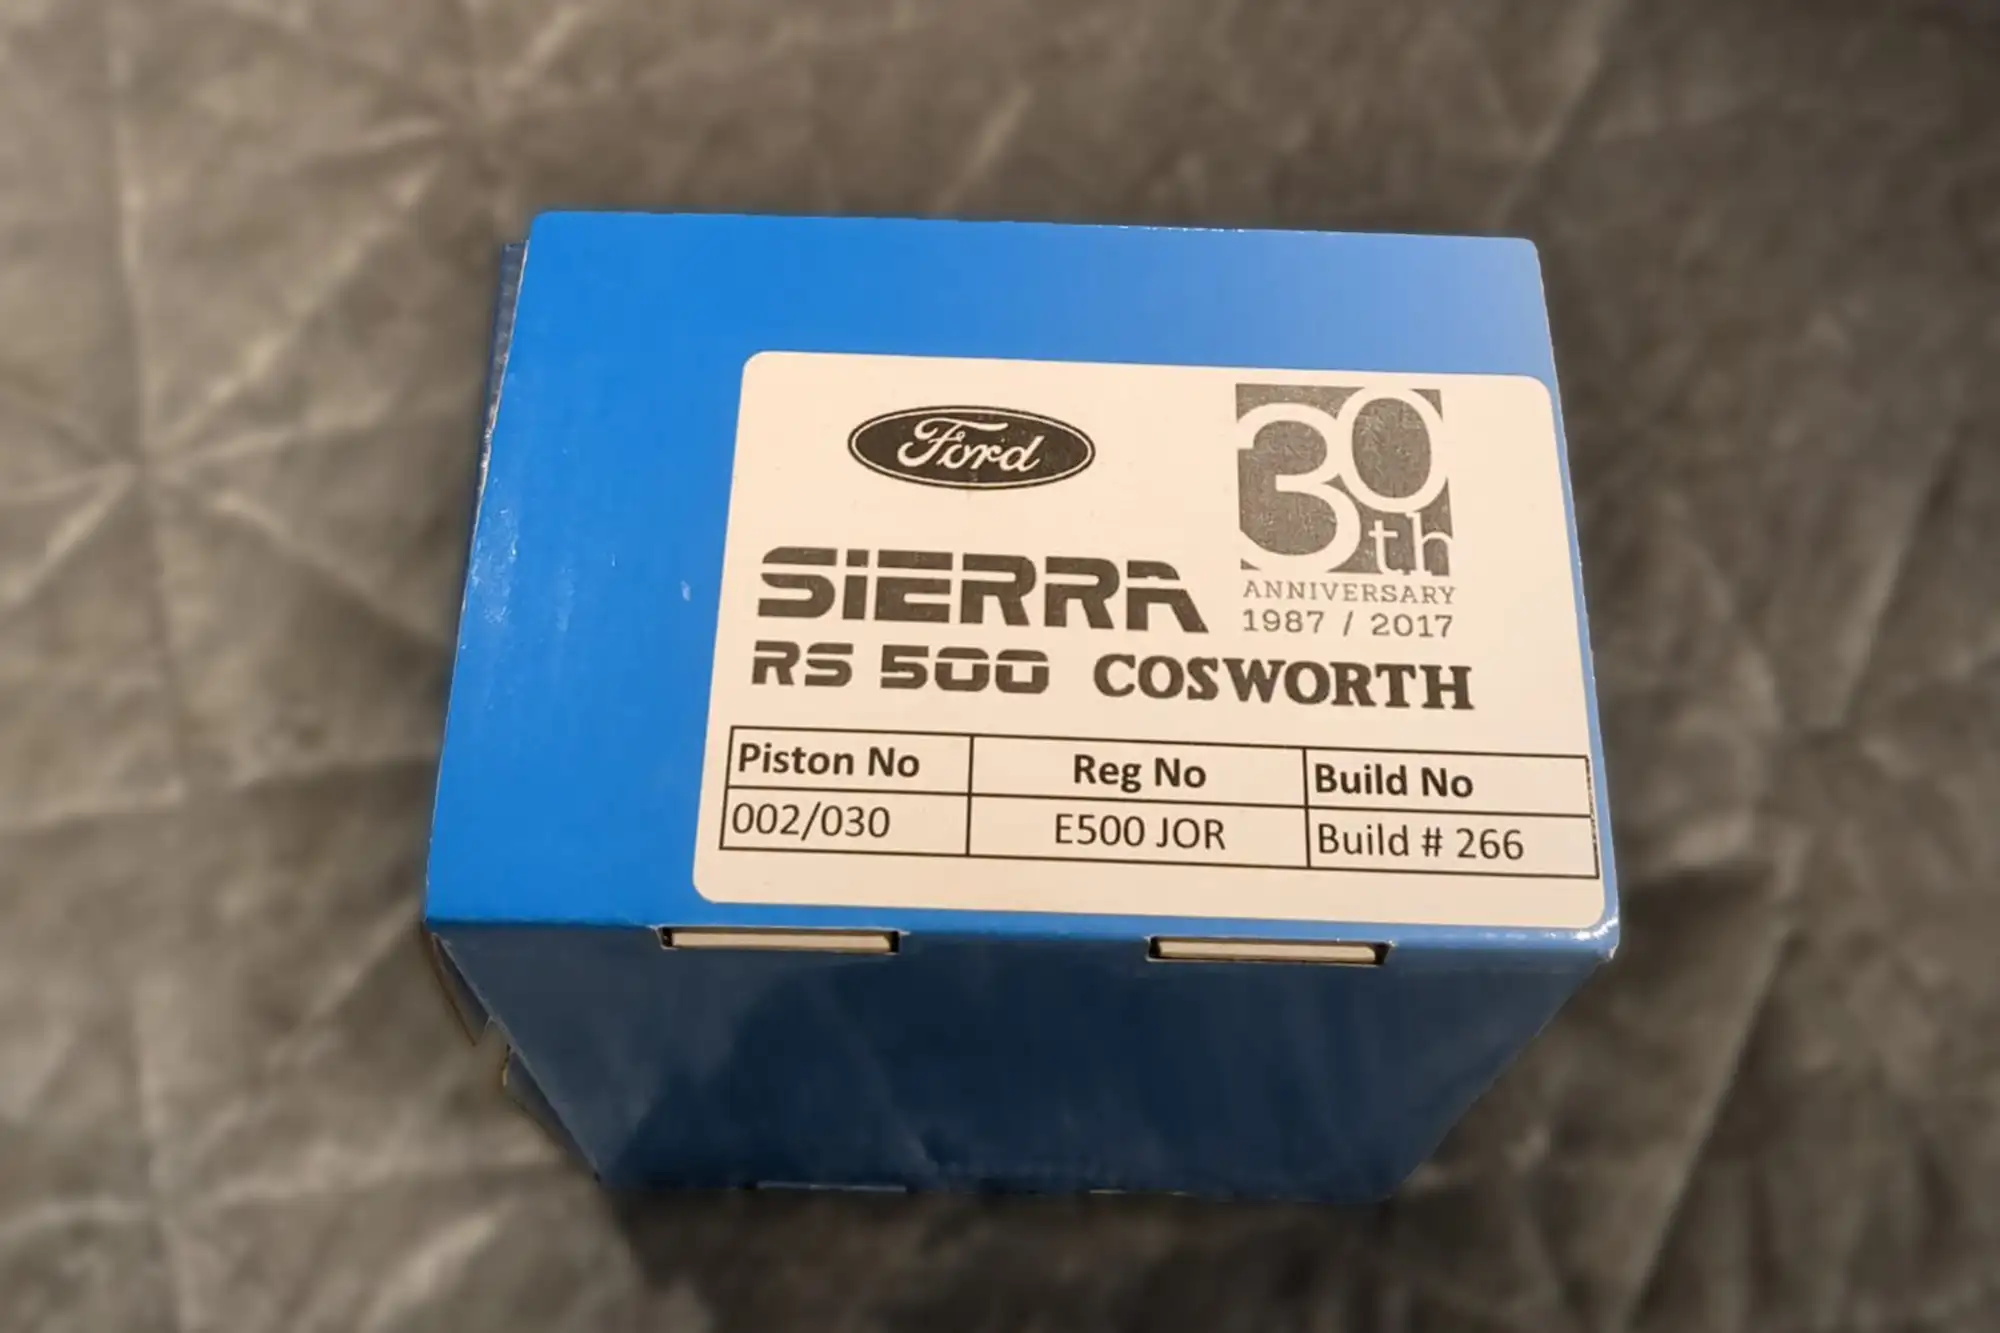 Ford
30th
ANNIVERSARY
1987 / 2017
SIERRA
RS 500 COSWORTH
Piston No Reg No Build No
002/030 E500 JOR Build # 266